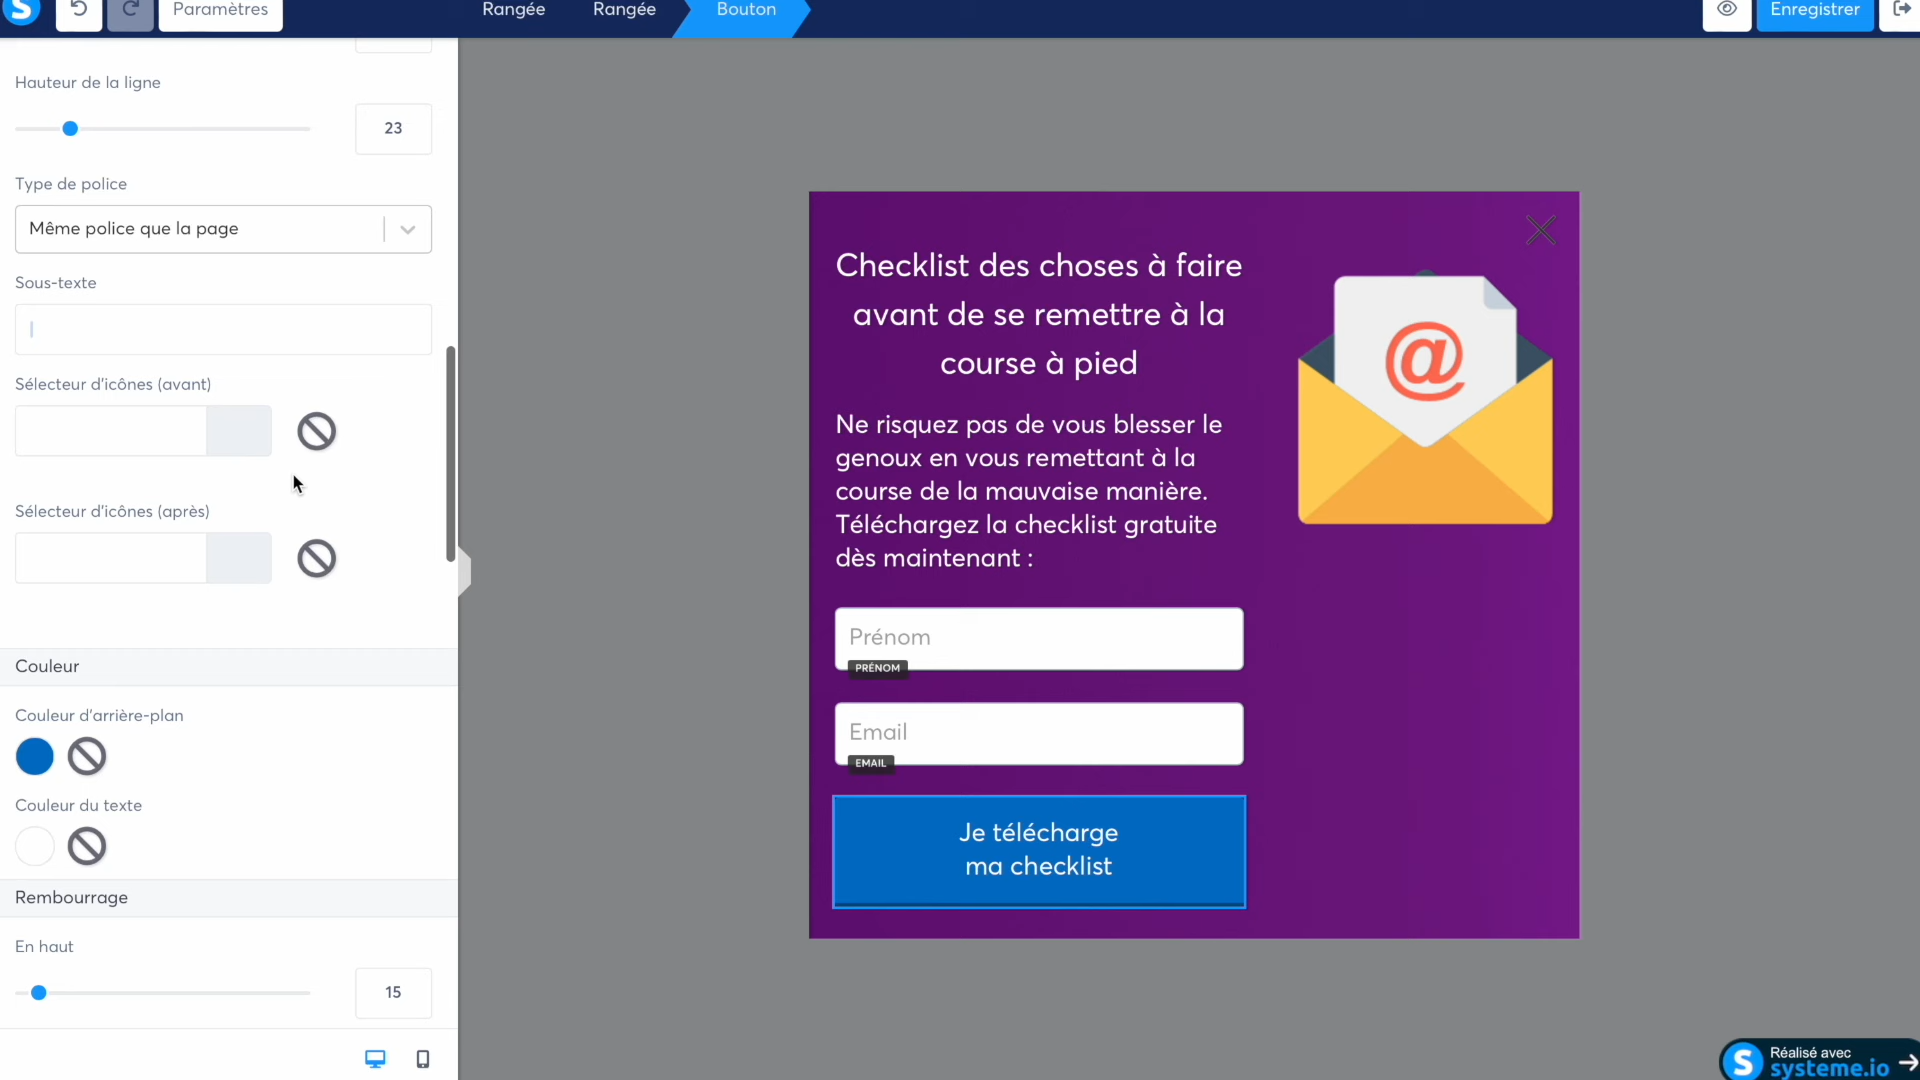 Paramètres
Rangée
Rangée
Bouton
Enregistrer
Hauteur de la ligne
23
Type de police
Même police que la page
Sous-texte
Sélecteur d'icônes (avant)
Sélecteur d'icônes (après)
Couleur
Couleur d'arrière-plan
Couleur du texte
Rembourrage
En haut
15
Checklist des choses à faire
avant de se remettre à la
course à pied
@
Ne risquez pas de vous blesser le
genoux en vous remettant à la
course de la mauvaise manière.
Téléchargez la checklist gratuite
dès maintenant :
Prénom
PRÉNOM
Email
EMAIL
Je télécharge
ma checklist
Réalisé avec
systeme.io